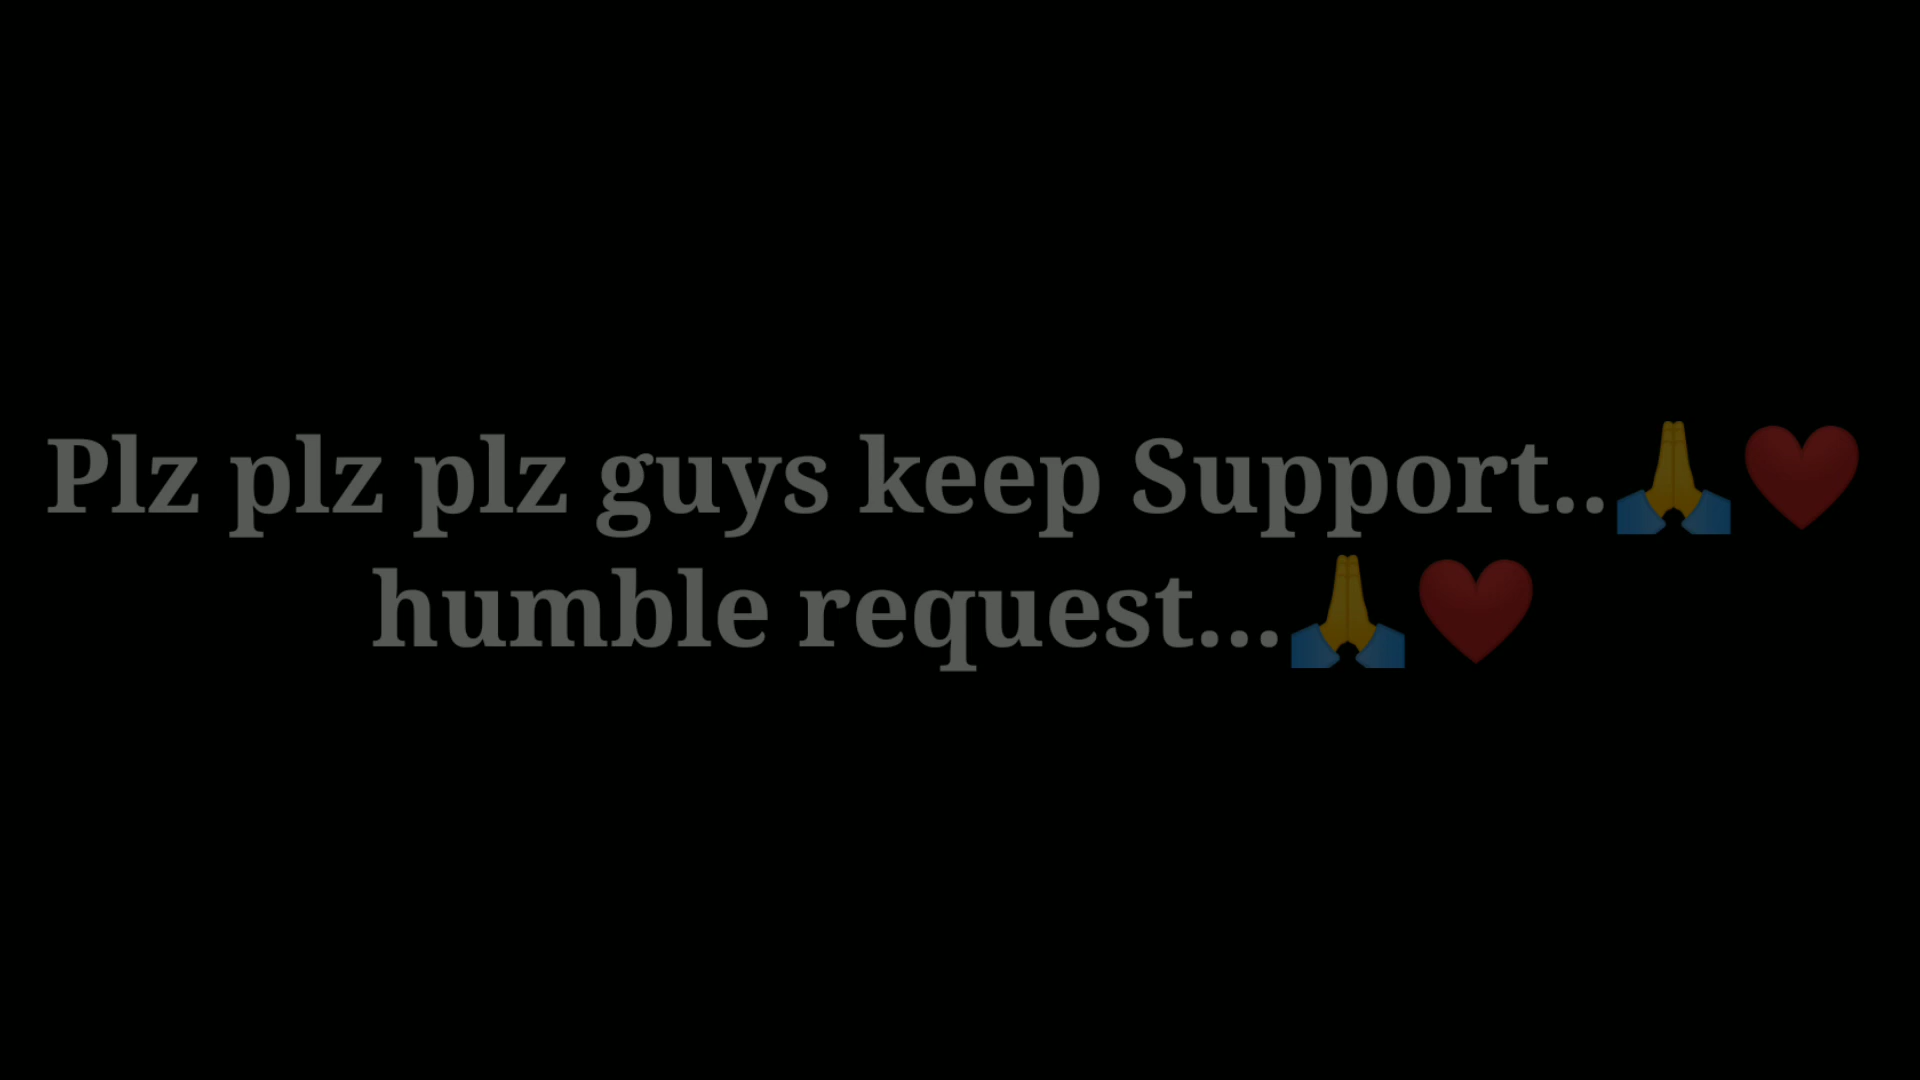 Plz plz plz guys keep Support..🙏❤️
humble request...🙏❤️